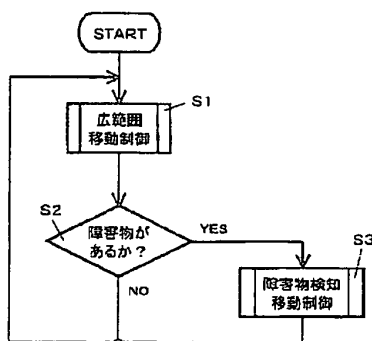 START
S1
広範囲
移動制御
S2
障害物が
あるか？
YES
S3
NO
障害物検知
移動制御